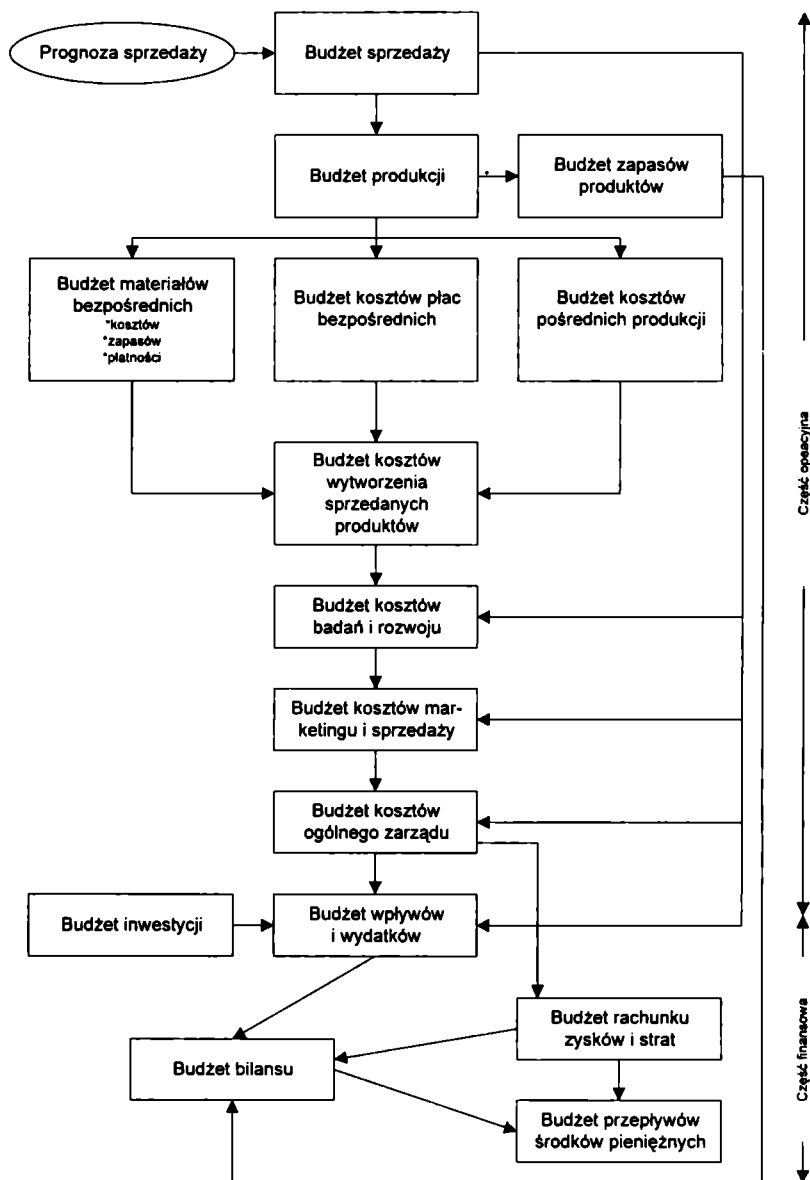 Prognoza sprzedaży
Budżet sprzedaży
Budżet produkcji
Budżet zapasów
produktów
Budżet materiałów
bezpośrednich
*kosztów
*zapasów
*płatności
Budżet kosztów płac
bezpośrednich
Budżet kosztów
pośrednich produkcji
Budżet kosztów
wytworzenia
sprzedanych
produktów
Budżet kosztów
badań i rozwoju
Budżet kosztów mar-
ketingu i sprzedaży
Budżet kosztów
ogólnego zarządu
Budżet inwestycji
Budżet wpływów
i wydatków
Budżet rachunku
zysków i strat
Budżet bilansu
Budżet przepływów
środków pieniężnych
Część opeacyjna
Część finansowa